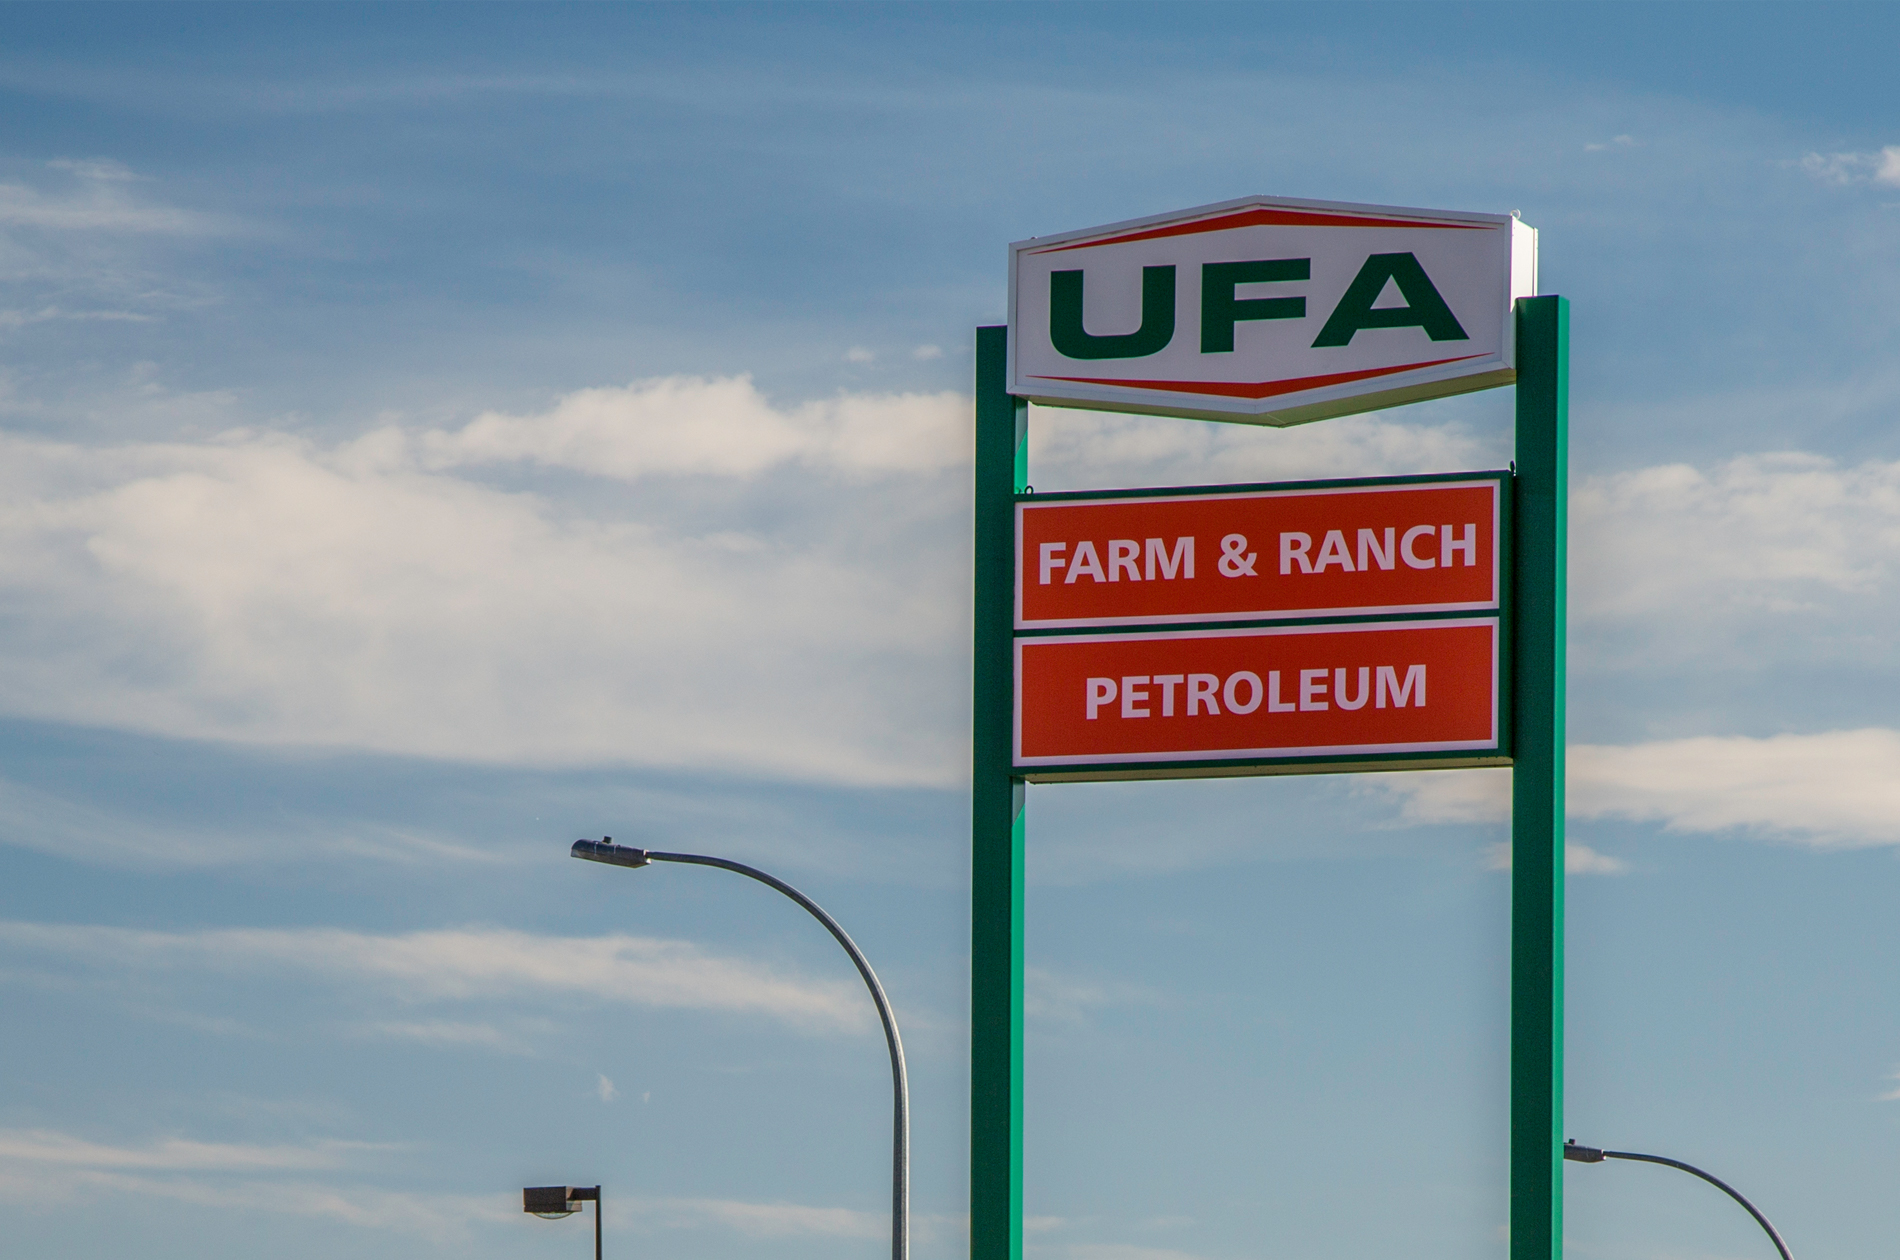 UFA
FARM & RANCH
PETROLEUM